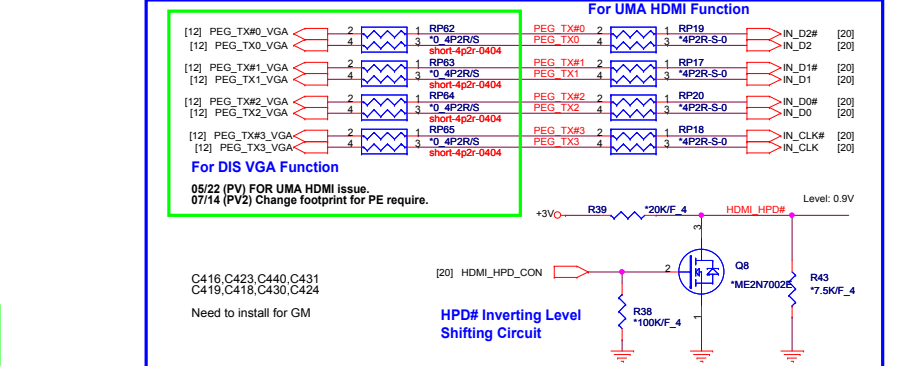 For UMA HDMI Function
[12] PEG_TX#0_VGA 2 1 RP62 PEG_TX#0 2 1 RP19 IN_D2# [20]
[12] PEG_TX0_VGA 4 3 *0_4P2R/S PEG_TX0 4 3 *4P2R-S-0 IN_D2 [20]
short-4p2r-0404
[12] PEG_TX#1_VGA 2 1 RP63 PEG_TX#1 2 1 RP17 IN_D1# [20]
[12] PEG_TX1_VGA 4 3 *0_4P2R/S PEG_TX1 4 3 *4P2R-S-0 IN_D1 [20]
short-4p2r-0404
[12] PEG_TX#2_VGA 2 1 RP64 PEG_TX#2 2 1 RP20 IN_D0# [20]
[12] PEG_TX2_VGA 4 3 *0_4P2R/S PEG_TX2 4 3 *4P2R-S-0 IN_D0 [20]
short-4p2r-0404
[12] PEG_TX#3_VGA 2 1 RP65 PEG_TX#3 2 1 RP18 IN_CLK# [20]
[12] PEG_TX3_VGA 4 3 *0_4P2R/S PEG_TX3 4 3 *4P2R-S-0 IN_CLK [20]
short-4p2r-0404
For DIS VGA Function
05/22 (PV) FOR UMA HDMI issue.
07/14 (PV2) Change footprint for PE require.
Level: 0.9V
+3V R39 *20K/F_4 HDMI_HPD#
3
[20] HDMI_HPD_CON 2 Q8
*ME2N7002E
1
R43
*7.5K/F_4
R38
*100K/F_4
C416,C423,C440,C431
C419,C418,C430,C424
Need to install for GM
HPD# Inverting Level
Shifting Circuit